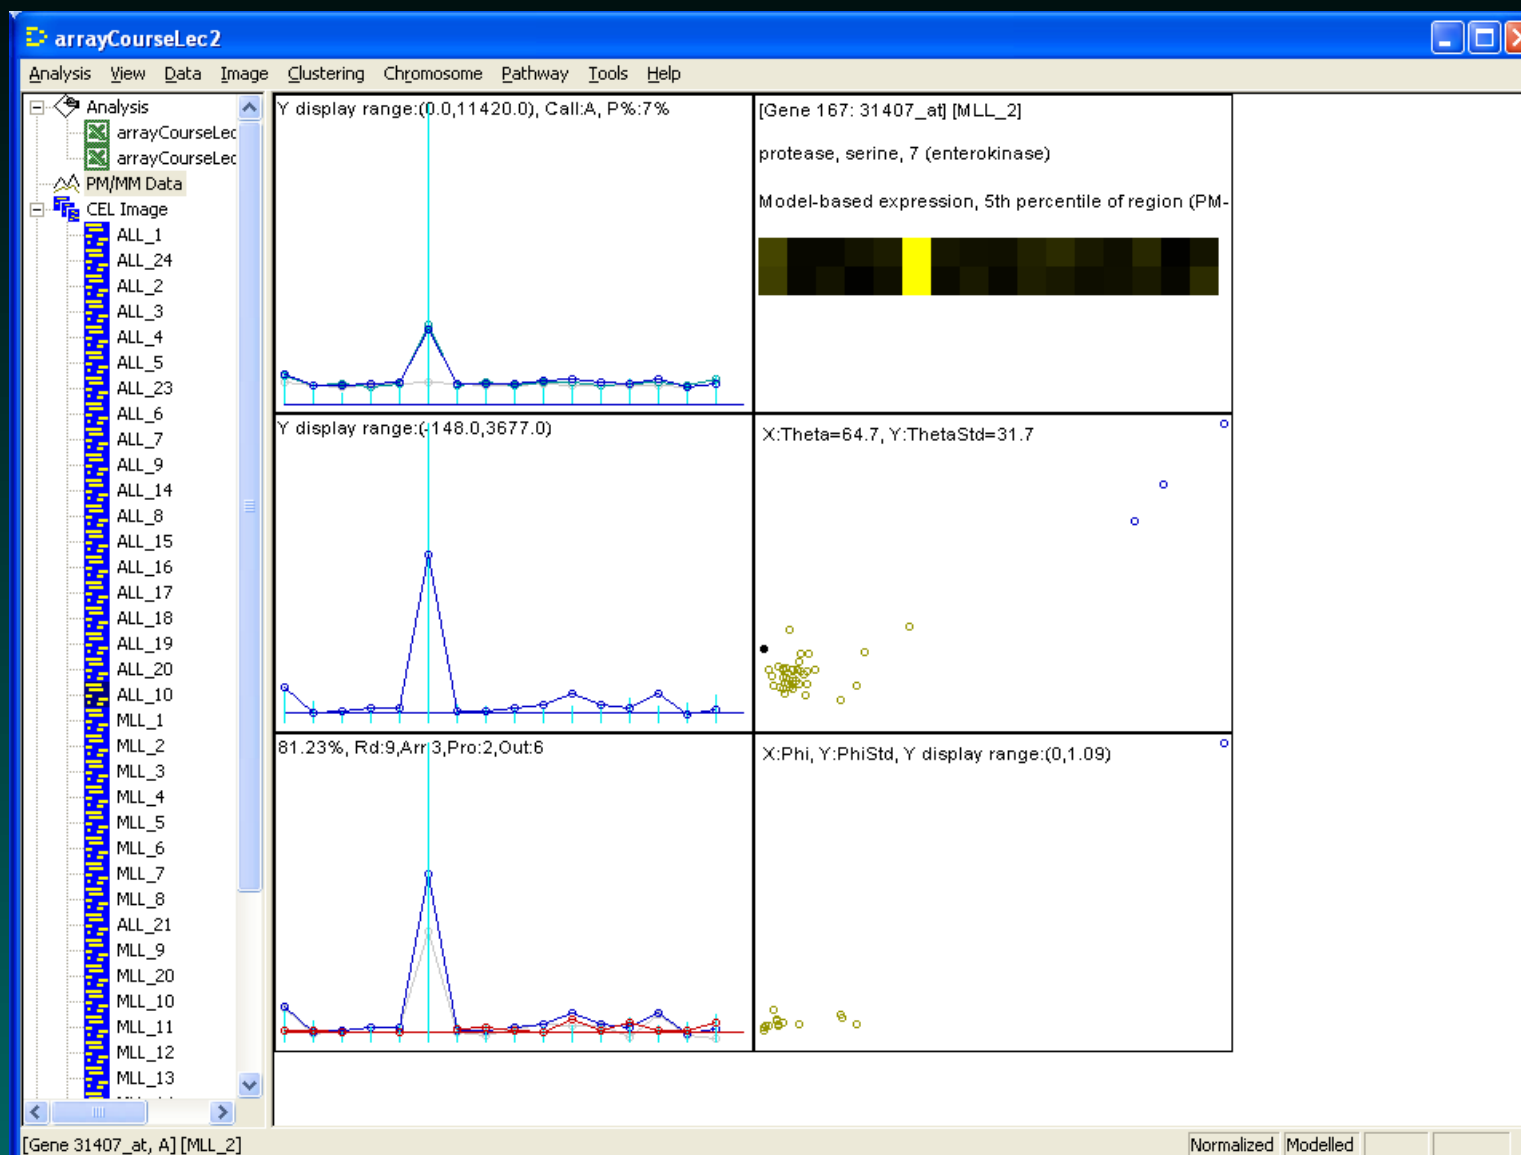 arrayCourseLec2
Analysis View Data Image Clustering Chromosome Pathway Tools Help
Analysis
arrayCourseLec
arrayCourseLec
PM/MM Data
CEL Image
ALL_1
ALL_24
ALL_2
ALL_3
ALL_4
ALL_5
ALL_23
ALL_6
ALL_7
ALL_9
ALL_14
ALL_8
ALL_15
ALL_16
ALL_17
ALL_18
ALL_19
ALL_20
ALL_10
MLL_1
MLL_2
MLL_3
MLL_4
MLL_5
MLL_6
MLL_7
MLL_8
ALL_21
MLL_9
MLL_20
MLL_10
MLL_11
MLL_12
MLL_13
Y display range:(0.0,11420.0), Call:A, P%:7%
[Gene 167: 31407_at] [MLL_2]
protease, serine, 7 (enterokinase)
Model-based expression, 5th percentile of region (PM-
Y display range:(-148.0,3677.0)
X:Theta=64.7, Y:ThetaStd=31.7
81.23%, Rd:9,Arr:3,Pro:2,Out:6
X:Phi, Y:PhiStd, Y display range:(0,1.09)
[Gene 31407_at, A] [MLL_2]
Normalized Modelled